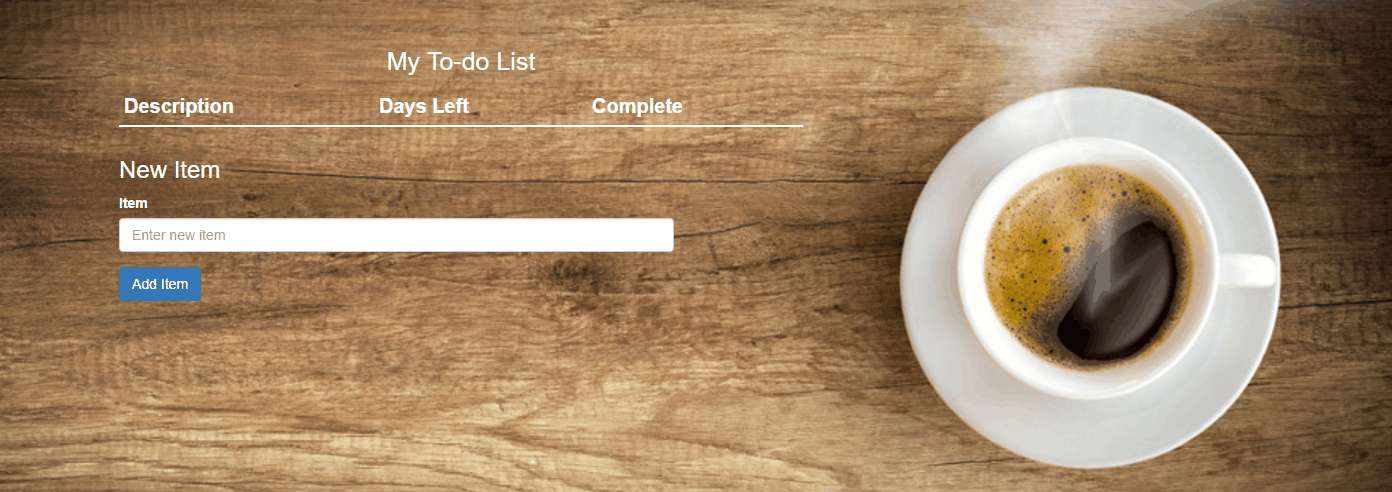 My To-do List
Description Days Left Complete
New Item
Item
Enter new item
Add Item